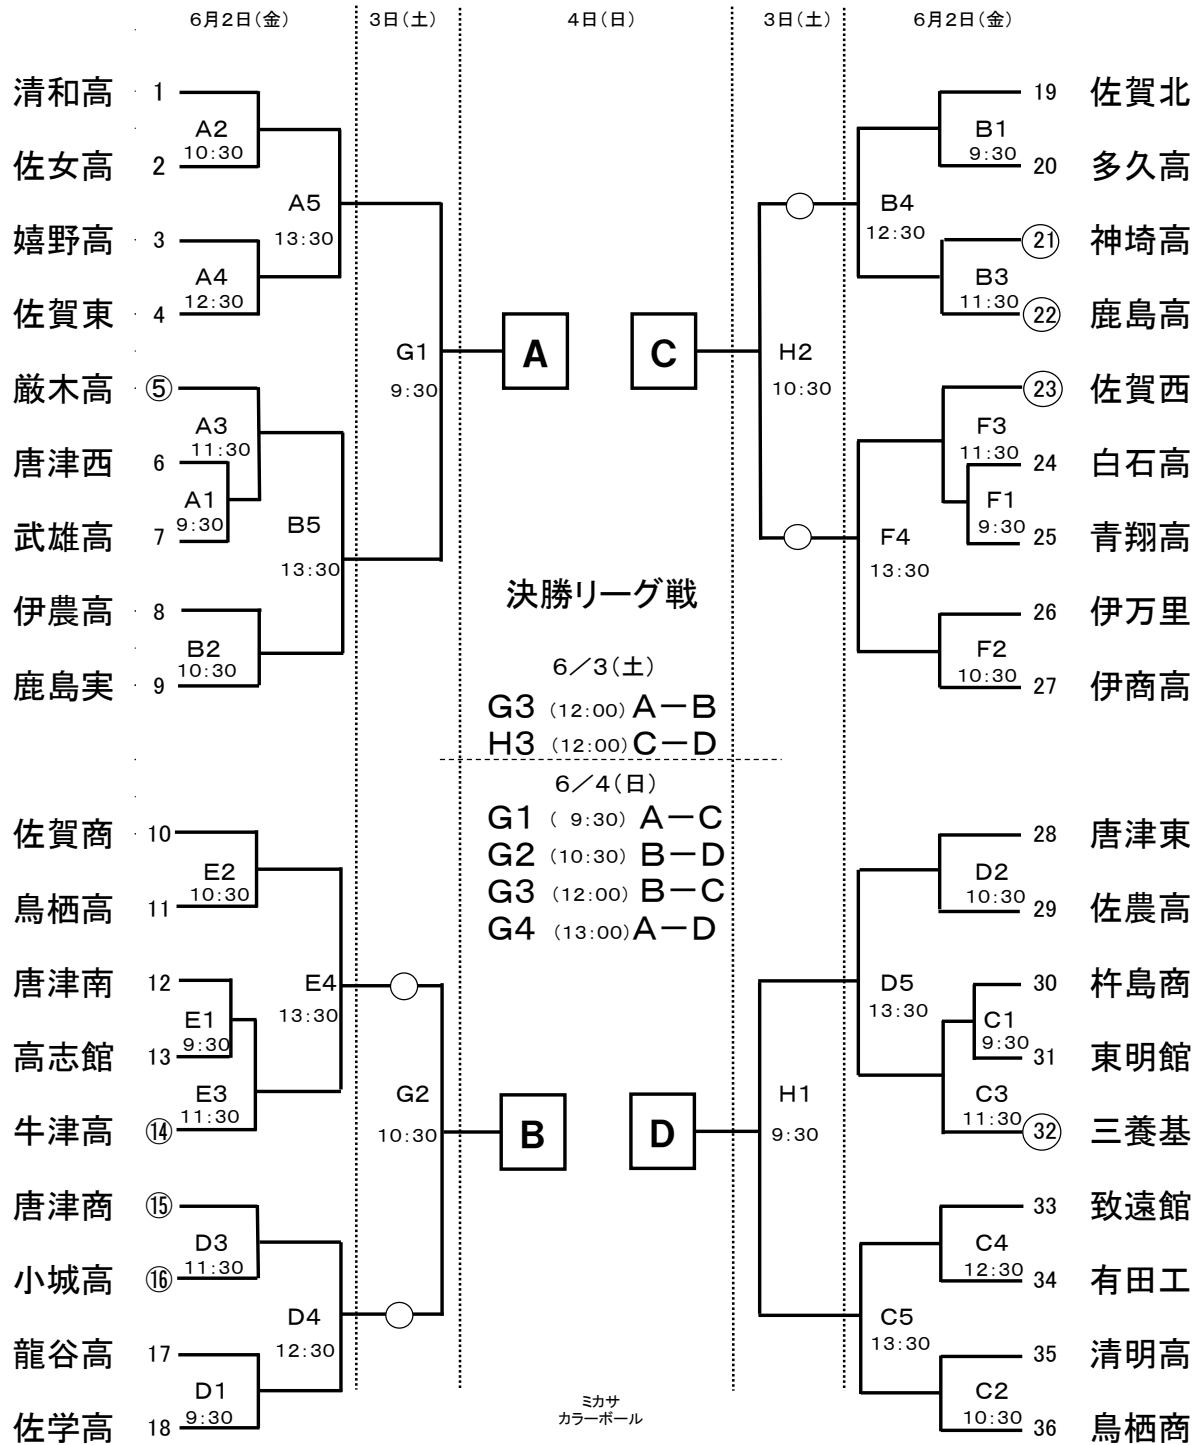 6月2日(金) 3日(土) 4日(日) 3日(土) 6月2日(金)
清和高 1
A2
10:30
佐女高 2
A5
13:30
嬉野高 3
A4
12:30
佐賀東 4
G1
9:30
厳木高 ⑤
A3
11:30
唐津西 6
A1
9:30
武雄高 7
B5
13:30
伊農高 8
B2
10:30
鹿島実 9
佐賀商 10
E2
10:30
鳥栖高 11
唐津南 12
E4
13:30
E1
9:30
高志館 13
E3
11:30
牛津高 ⑭
G2
10:30
唐津商 ⑮
D3
11:30
小城高 ⑯
D4
12:30
龍谷高 17
D1
9:30
佐学高 18
A
C
決勝リーグ戦
6/3(土)
G3 (12:00) A-B
H3 (12:00) C-D
6/4(日)
G1 ( 9:30) A-C
G2 (10:30) B-D
G3 (12:00) B-C
G4 (13:00) A-D
B
D
ミカサ
カラーボール
19 佐賀北
B1
9:30
20 多久高
B4
12:30
㉑ 神埼高
B3
11:30
㉒ 鹿島高
H2
10:30
㉓ 佐賀西
F3
11:30
24 白石高
F1
9:30
25 青翔高
F4
13:30
26 伊万里
F2
10:30
27 伊商高
28 唐津東
D2
10:30
29 佐農高
D5
13:30
30 杵島商
C1
9:30
31 東明館
C3
11:30
㉜ 三養基
H1
9:30
33 致遠館
C4
12:30
34 有田工
C5
13:30
35 清明高
C2
10:30
36 鳥栖商